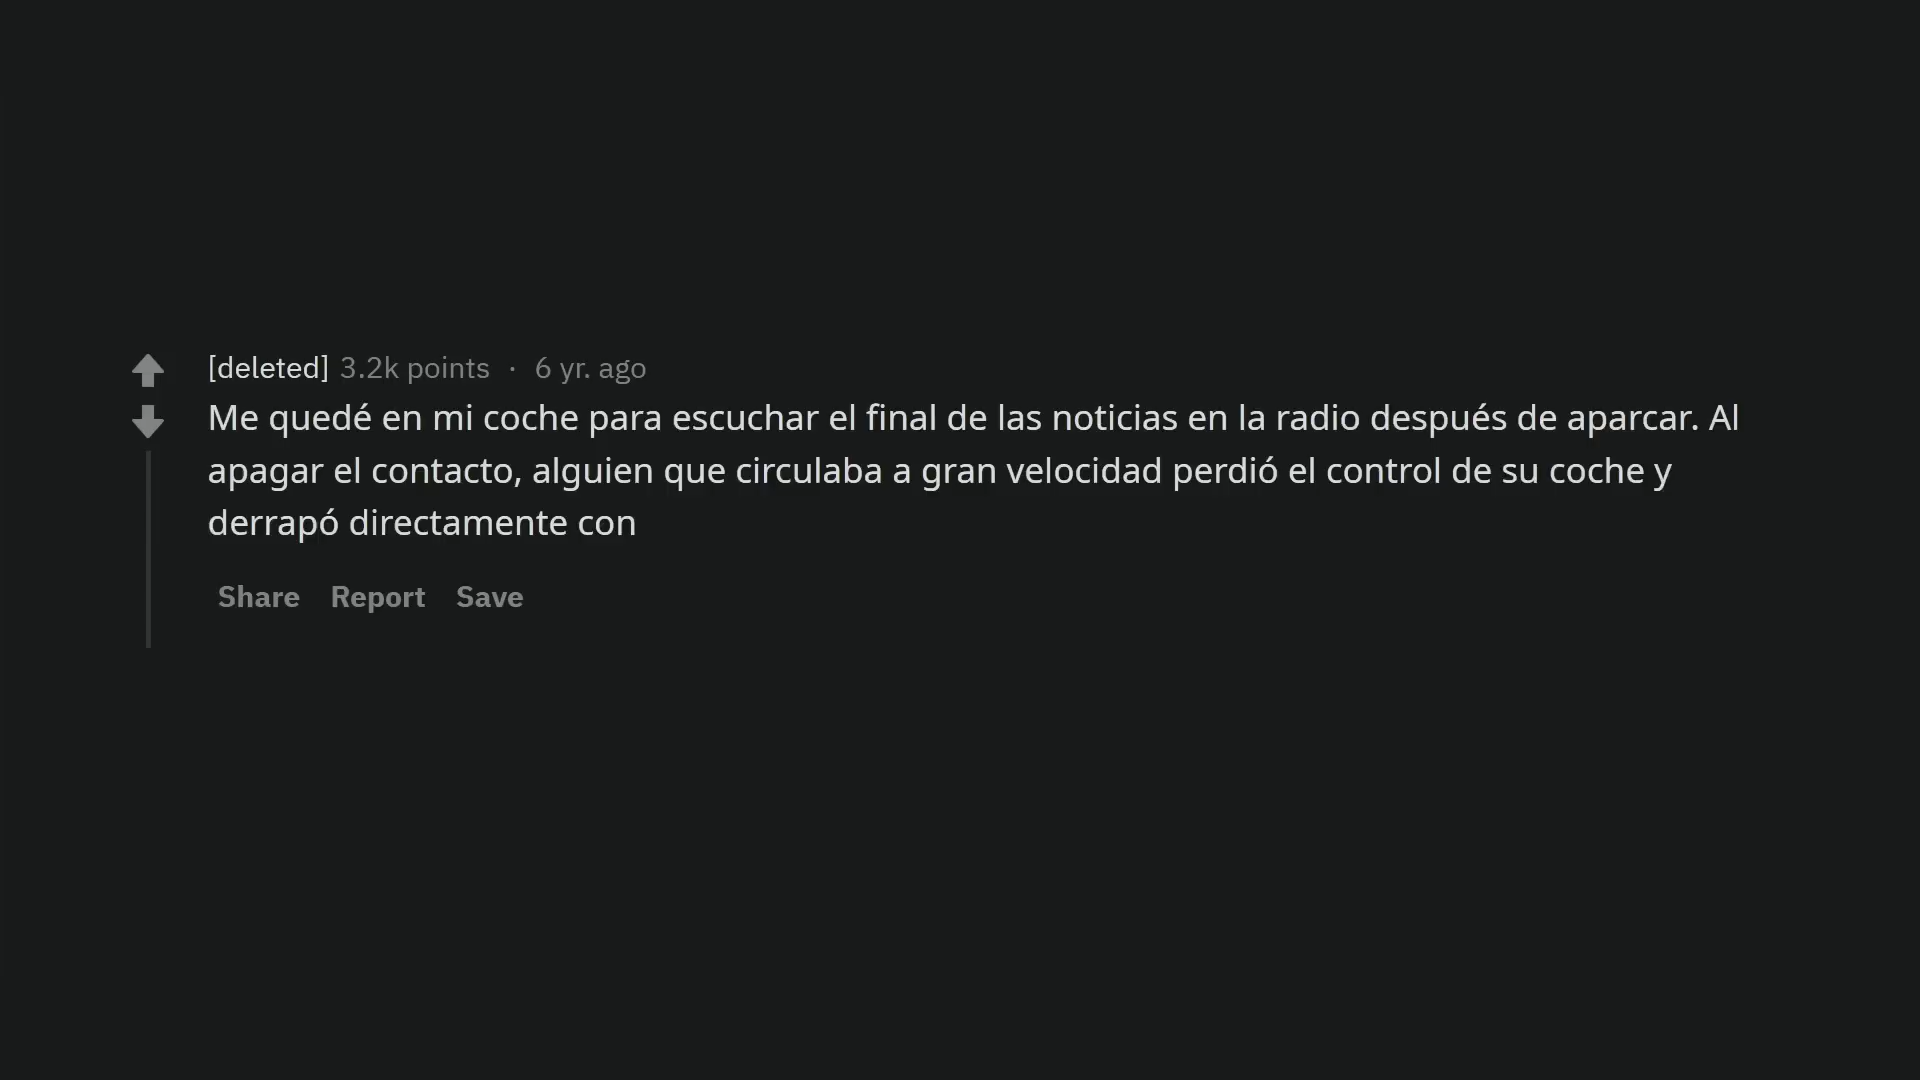 [deleted] 3.2k points · 6 yr. ago
Me quedé en mi coche para escuchar el final de las noticias en la radio después de aparcar. Al
apagar el contacto, alguien que circulaba a gran velocidad perdió el control de su coche y
derrapó directamente con
Share Report Save